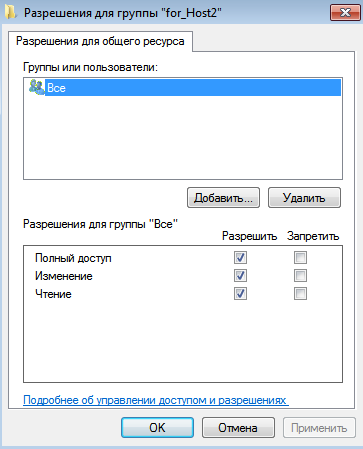 Разрешения для группы "for_Host2"
Разрешения для общего ресурса
Группы или пользователи:
Все
Добавить... Удалить
Разрешения для группы "Все"
Разрешить Запретить
Полный доступ
Изменение
Чтение
Подробнее об управлении доступом и разрешениях
ОК Отмена Применить